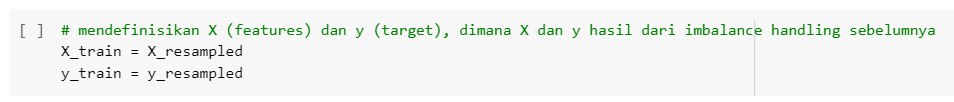 [ ] # mendefinisikan X (features) dan y (target), dimana X dan y hasil dari imbalance handling sebelumnya
X_train = X_resampled
y_train = y_resampled